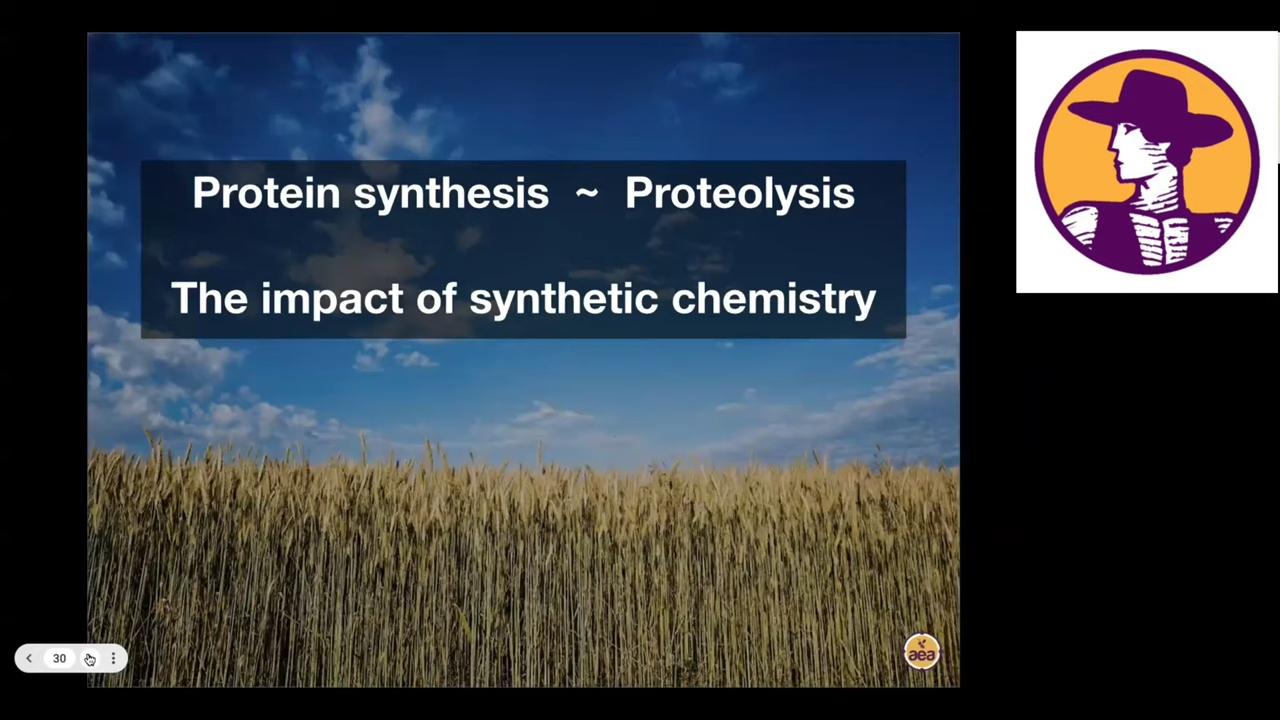 Protein synthesis ~ Proteolysis
The impact of synthetic chemistry
aea
30